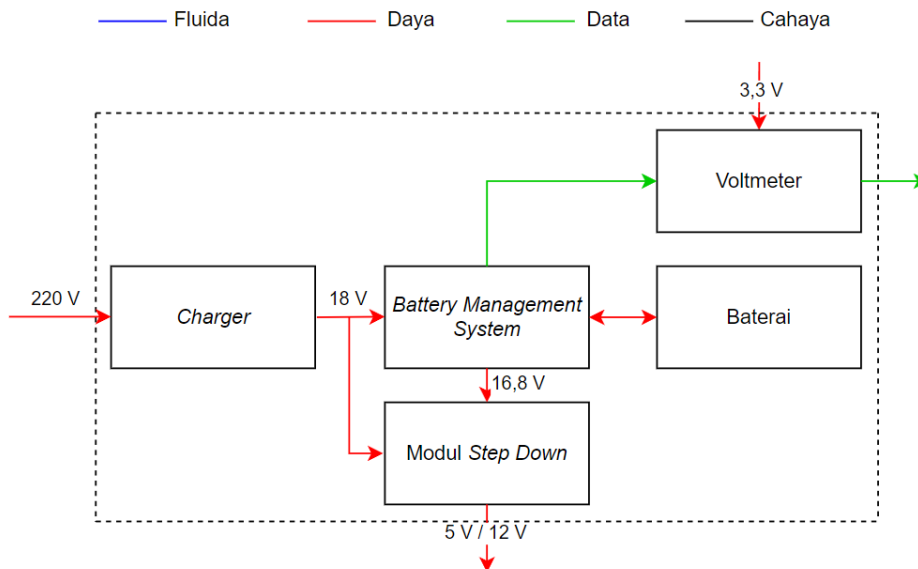 Fluida
Daya
Data
Cahaya
3,3 V
Voltmeter
220 V
Charger
18 V
Battery Management
System
Baterai
16,8 V
Modul Step Down
5 V / 12 V